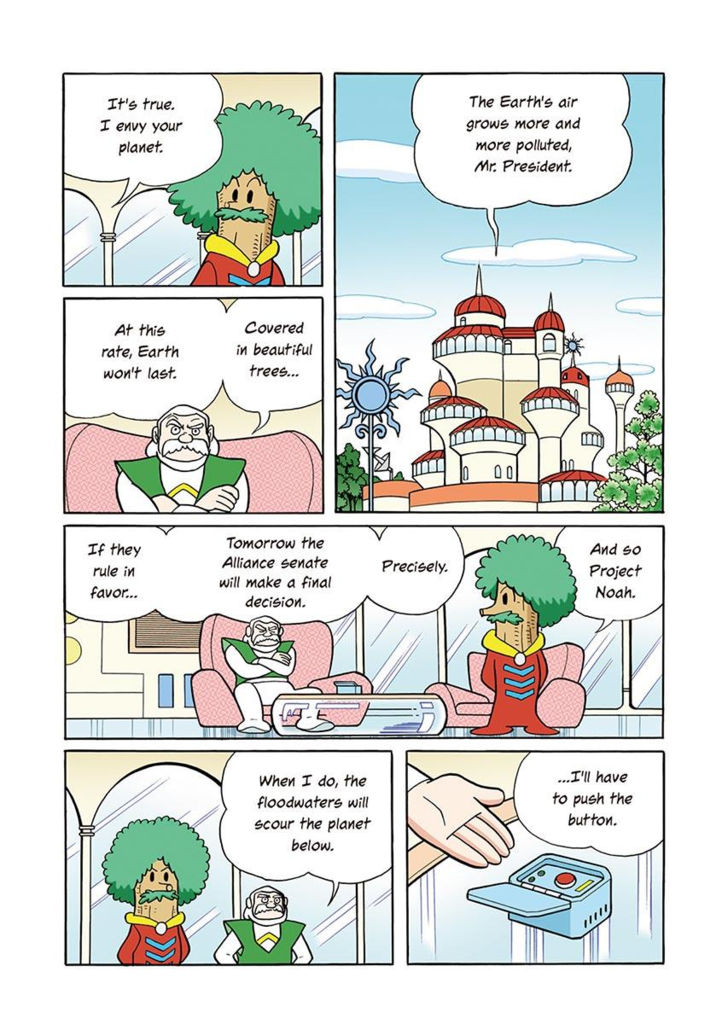 The Earth's air
grows more and
more polluted,
Mr. President.
It's true.
I envy your
planet.
Covered
in beautiful
trees...
At this
rate, Earth
won't last.
And so
Project
Noah.
Precisely.
Tomorrow the
Alliance senate
will make a final
decision.
If they
rule in
favor...
...I'll have
to push the
button.
When I do, the
floodwaters will
scour the planet
below.